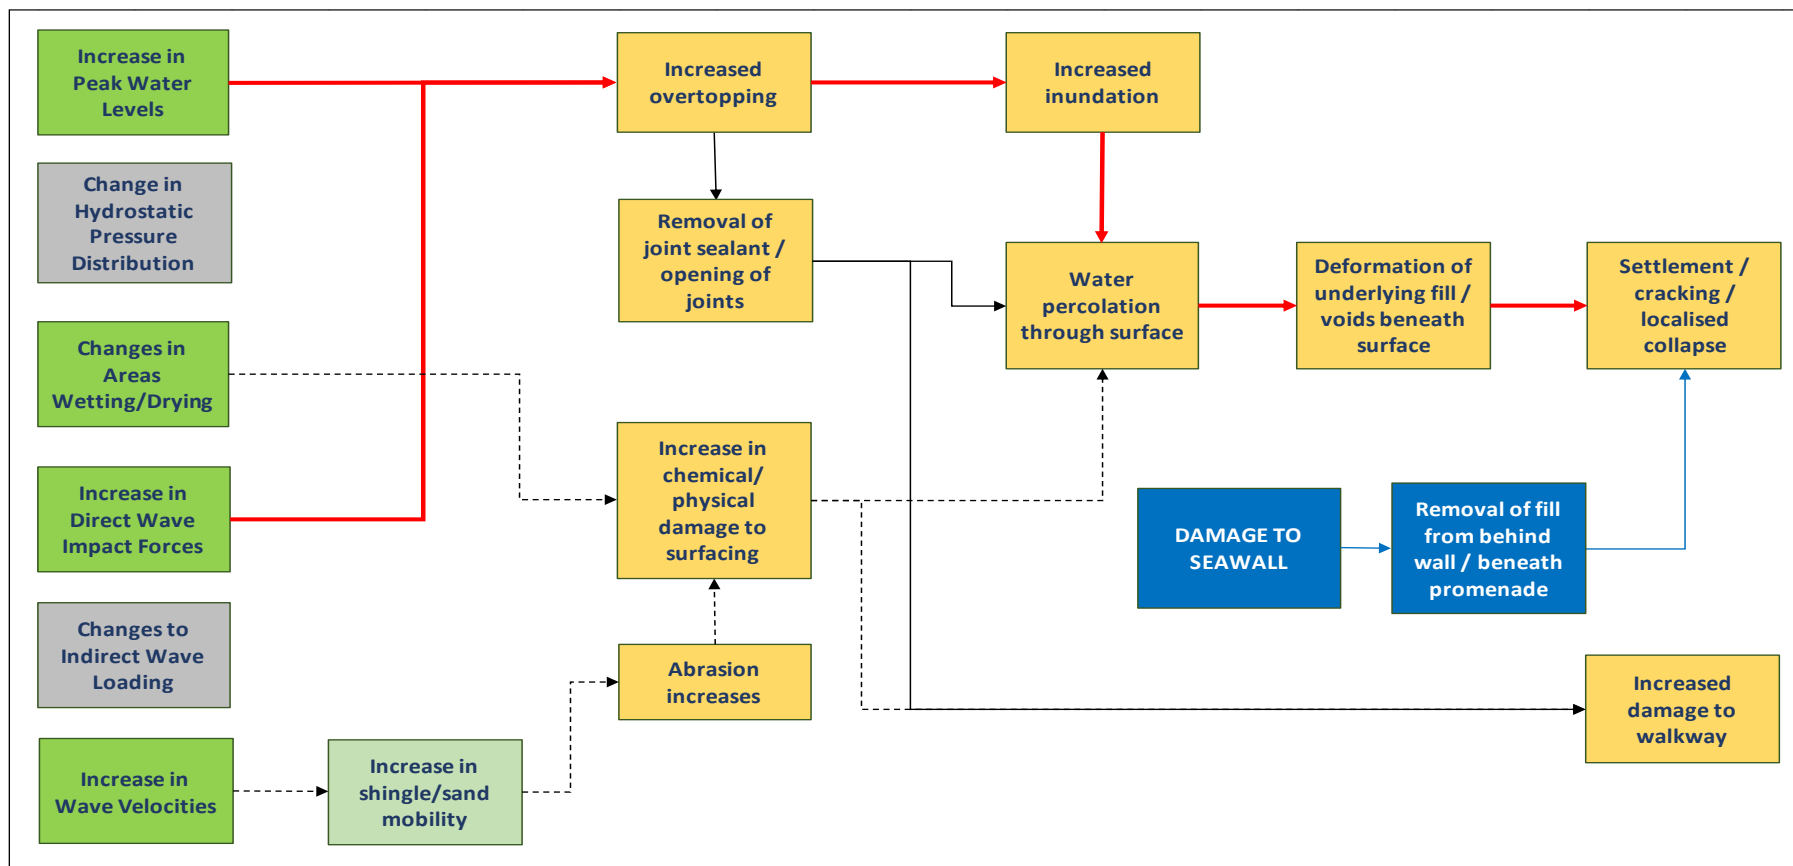 Increase in
Peak Water
Levels
Increased
overtopping
Increased
inundation
Change in
Hydrostatic
Pressure
Distribution
Removal of
joint sealant /
opening of
joints
Water
percolation
through surface
Deformation of
underlying fill /
voids beneath
surface
Settlement /
cracking /
localised
collapse
Changes in
Areas
Wetting/Drying
Increase in
chemical/
physical
damage to
surfacing
Increase in
Direct Wave
Impact Forces
DAMAGE TO
SEAWALL
Removal of fill
from behind
wall / beneath
promenade
Changes to
Indirect Wave
Loading
Abrasion
increases
Increased
damage to
walkway
Increase in
Wave Velocities
Increase in
shingle/sand
mobility